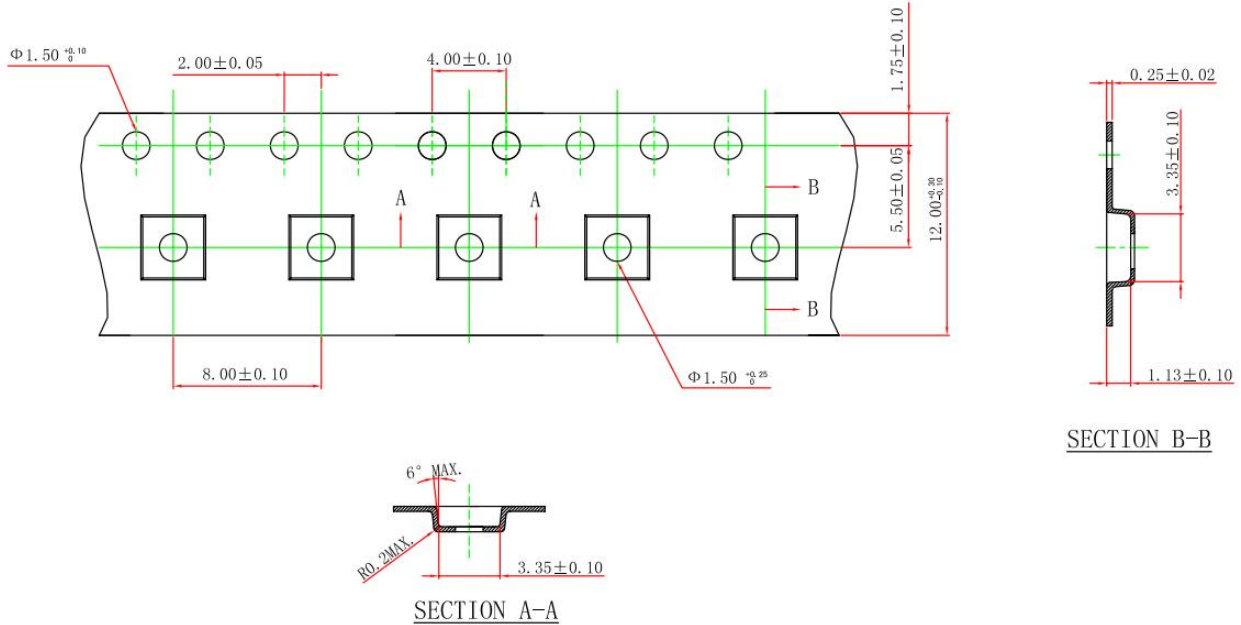 Φ1.50 +0.10 0
2.00±0.05
4.00±0.10
1.75±0.10
0.25±0.02
3.35±0.10
A
A
B
5.50±0.05
12.00+0.30-0.10
B
8.00±0.10
Φ1.50 +0.25 0
1.13±0.10
SECTION B-B
6° MAX.
R0.2MAX.
3.35±0.10
SECTION A-A